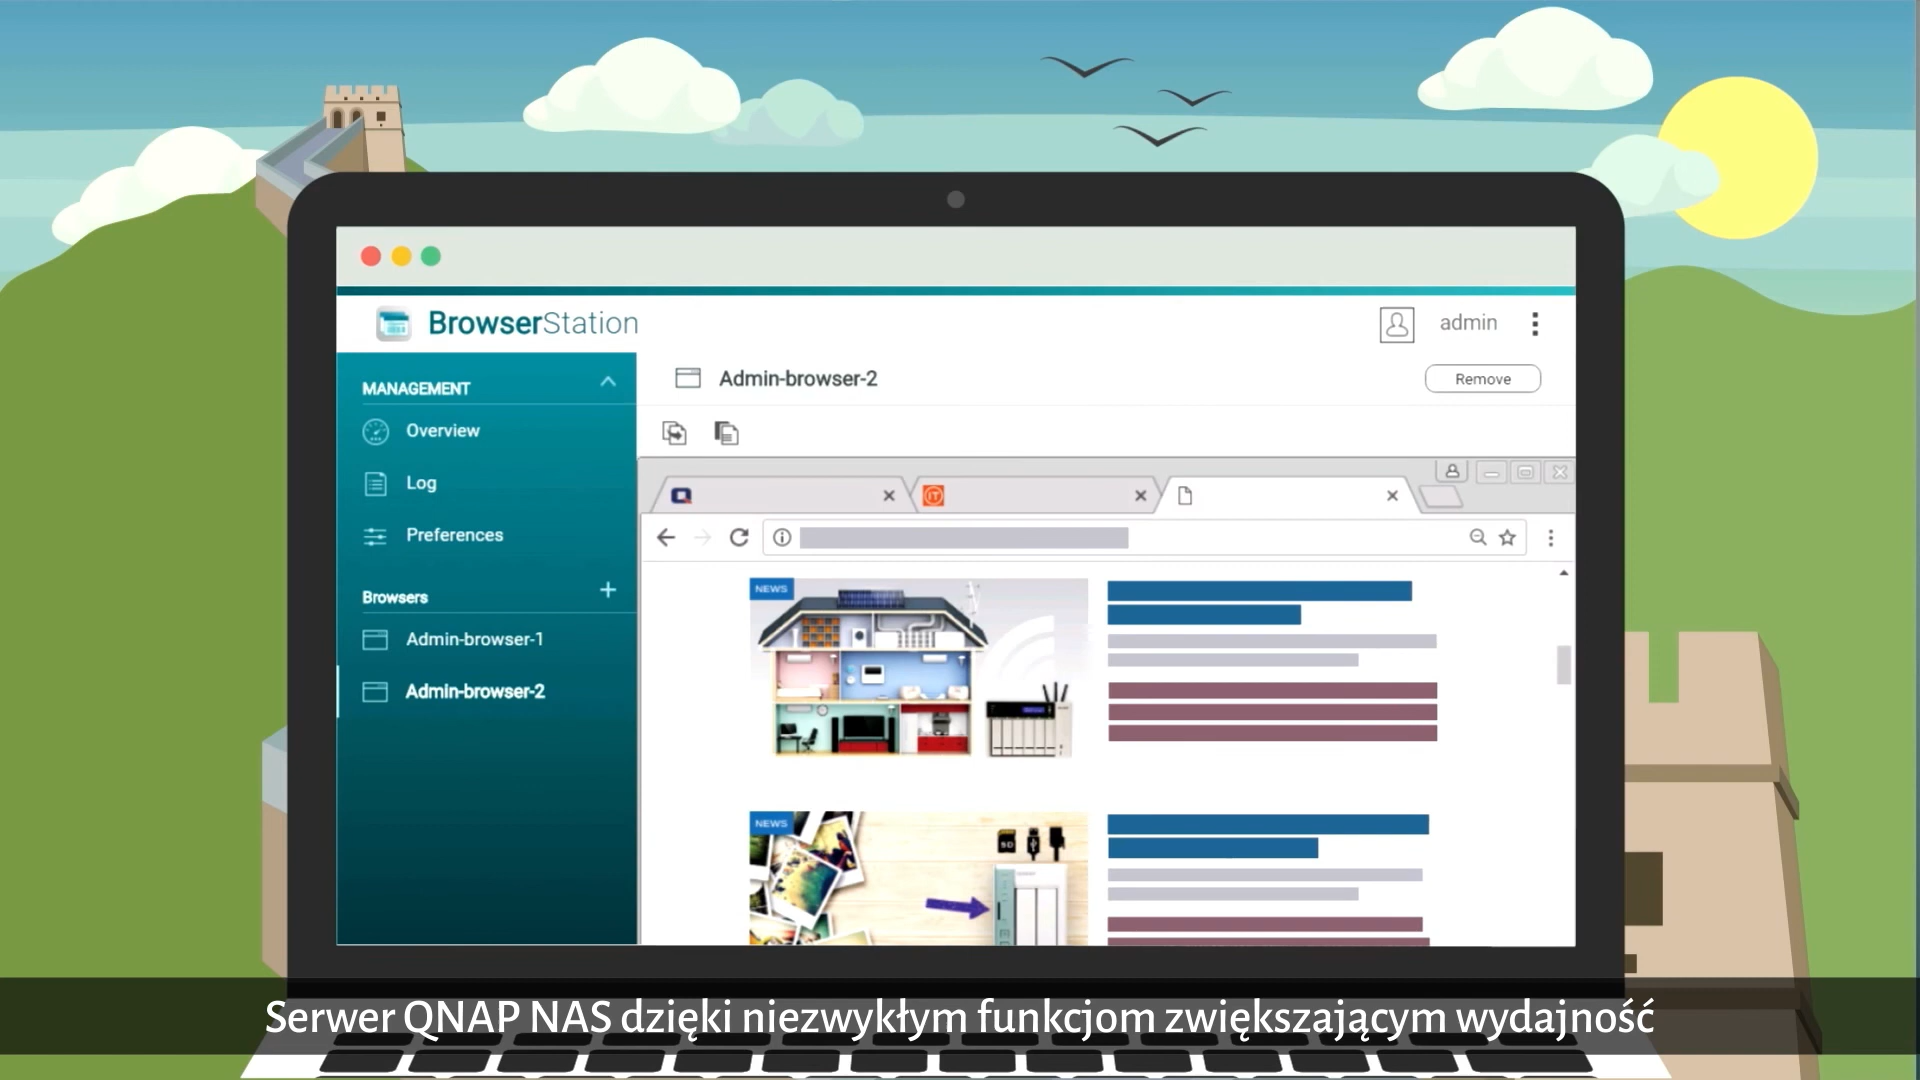 BrowserStation
admin
MANAGEMENT
Admin-browser-2
Remove
Overview
Log
Preferences
Browsers
Admin-browser-1
Admin-browser-2
NEWS
NEWS
SD
Serwer QNAP NAS dzięki niezwykłym funkcjom zwiększającym wydajność